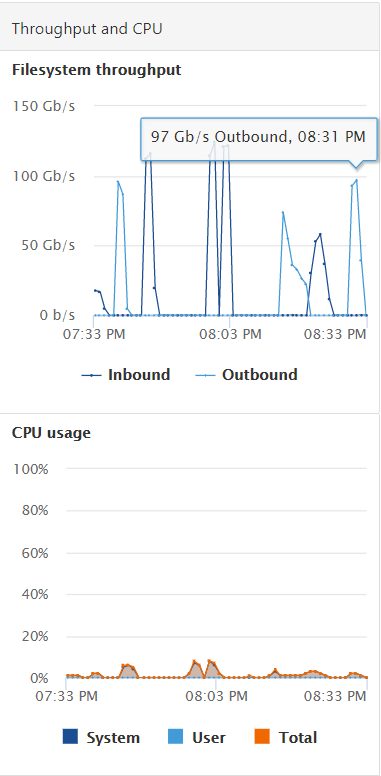 Throughput and CPU
Filesystem throughput
150 Gb/s
97 Gb/s Outbound, 08:31 PM
100 Gb/s
50 Gb/s
0 b/s
07:33 PM 08:03 PM 08:33 PM
Inbound Outbound
CPU usage
100%
80%
60%
40%
20%
0%
07:33 PM 08:03 PM 08:33 PM
System User Total